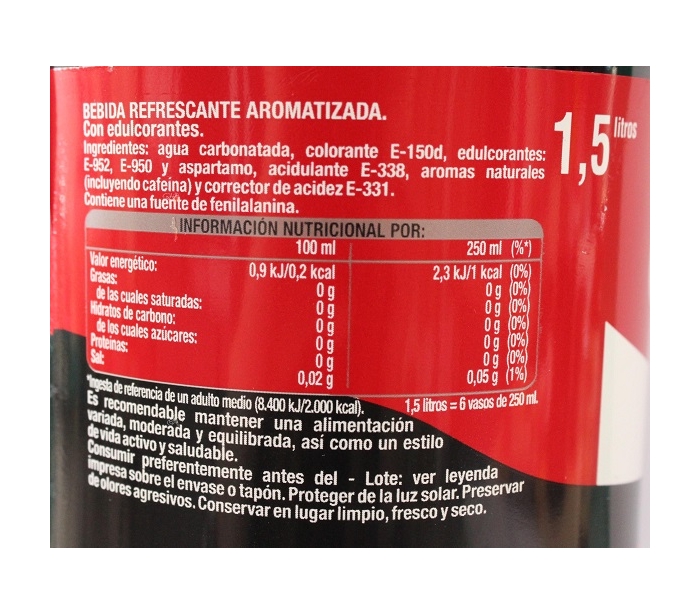 BEBIDA REFRESCANTE AROMATIZADA.
Con edulcorantes.
Ingredientes: agua carbonatada, colorante E-150d, edulcorantes:
E-952, E-950 y aspartamo, acidulante E-338, aromas naturales
(incluyendo cafeína) y corrector de acidez E-331.
Contiene una fuente de fenilalanina.
1,5 litros
INFORMACIÓN NUTRICIONAL POR:
100 ml 250 ml (%*)
Valor energético: 0,9 kJ/0,2 kcal 2,3 kJ/1 kcal (0%)
Grasas: 0 g 0 g (0%)
de las cuales saturadas: 0 g 0 g (0%)
Hidratos de carbono: 0 g 0 g (0%)
de los cuales azúcares: 0 g 0 g (0%)
Proteínas: 0 g 0 g (0%)
Sal: 0,02 g 0,05 g (1%)
*Ingesta de referencia de un adulto medio (8.400 kJ/2.000 kcal). 1,5 litros = 6 vasos de 250 ml.
Es recomendable mantener una alimentación
variada, moderada y equilibrada, así como un estilo
de vida activo y saludable.
Consumir preferentemente antes del - Lote: ver leyenda
impresa sobre el envase o tapón. Proteger de la luz solar. Preservar
de olores agresivos. Conservar en lugar limpio, fresco y seco.